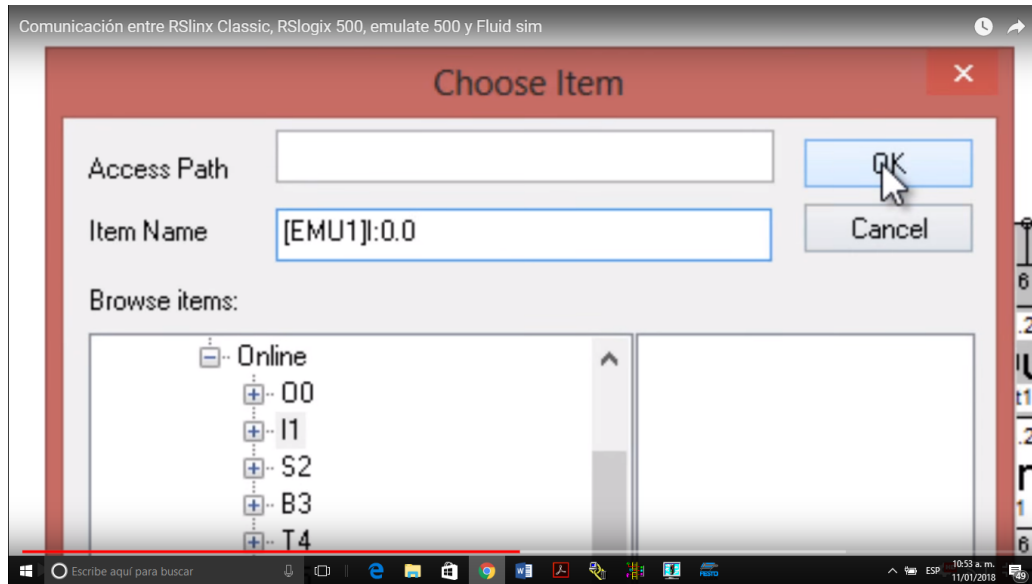 Comunicación entre RSlinx Classic, RSlogix 500, emulate 500 y Fluid sim
Choose Item
Access Path
OK
Item Name
[EMU1]I:0.0
Cancel
Browse items:
Online
O0
I1
S2
B3
T4
Escribe aquí para buscar
ESP
10:53 a. m.
11/01/2018